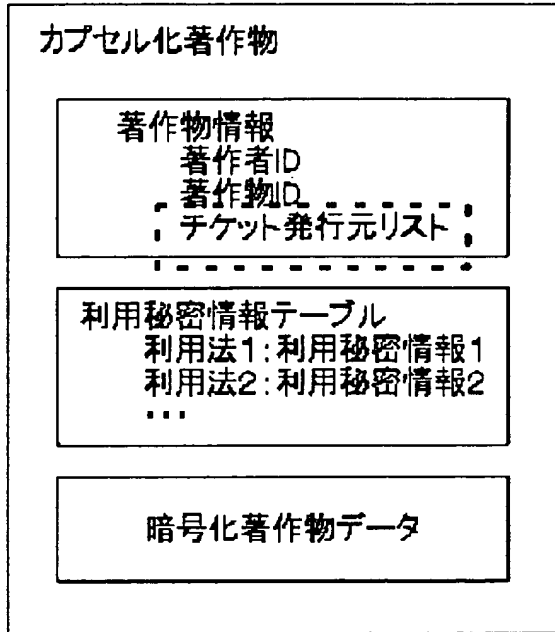 カプセル化著作物
著作物情報
著作者ID
著作物ID
チケット発行元リスト
利用秘密情報テーブル
利用法1:利用秘密情報1
利用法2:利用秘密情報2
...
暗号化著作物データ